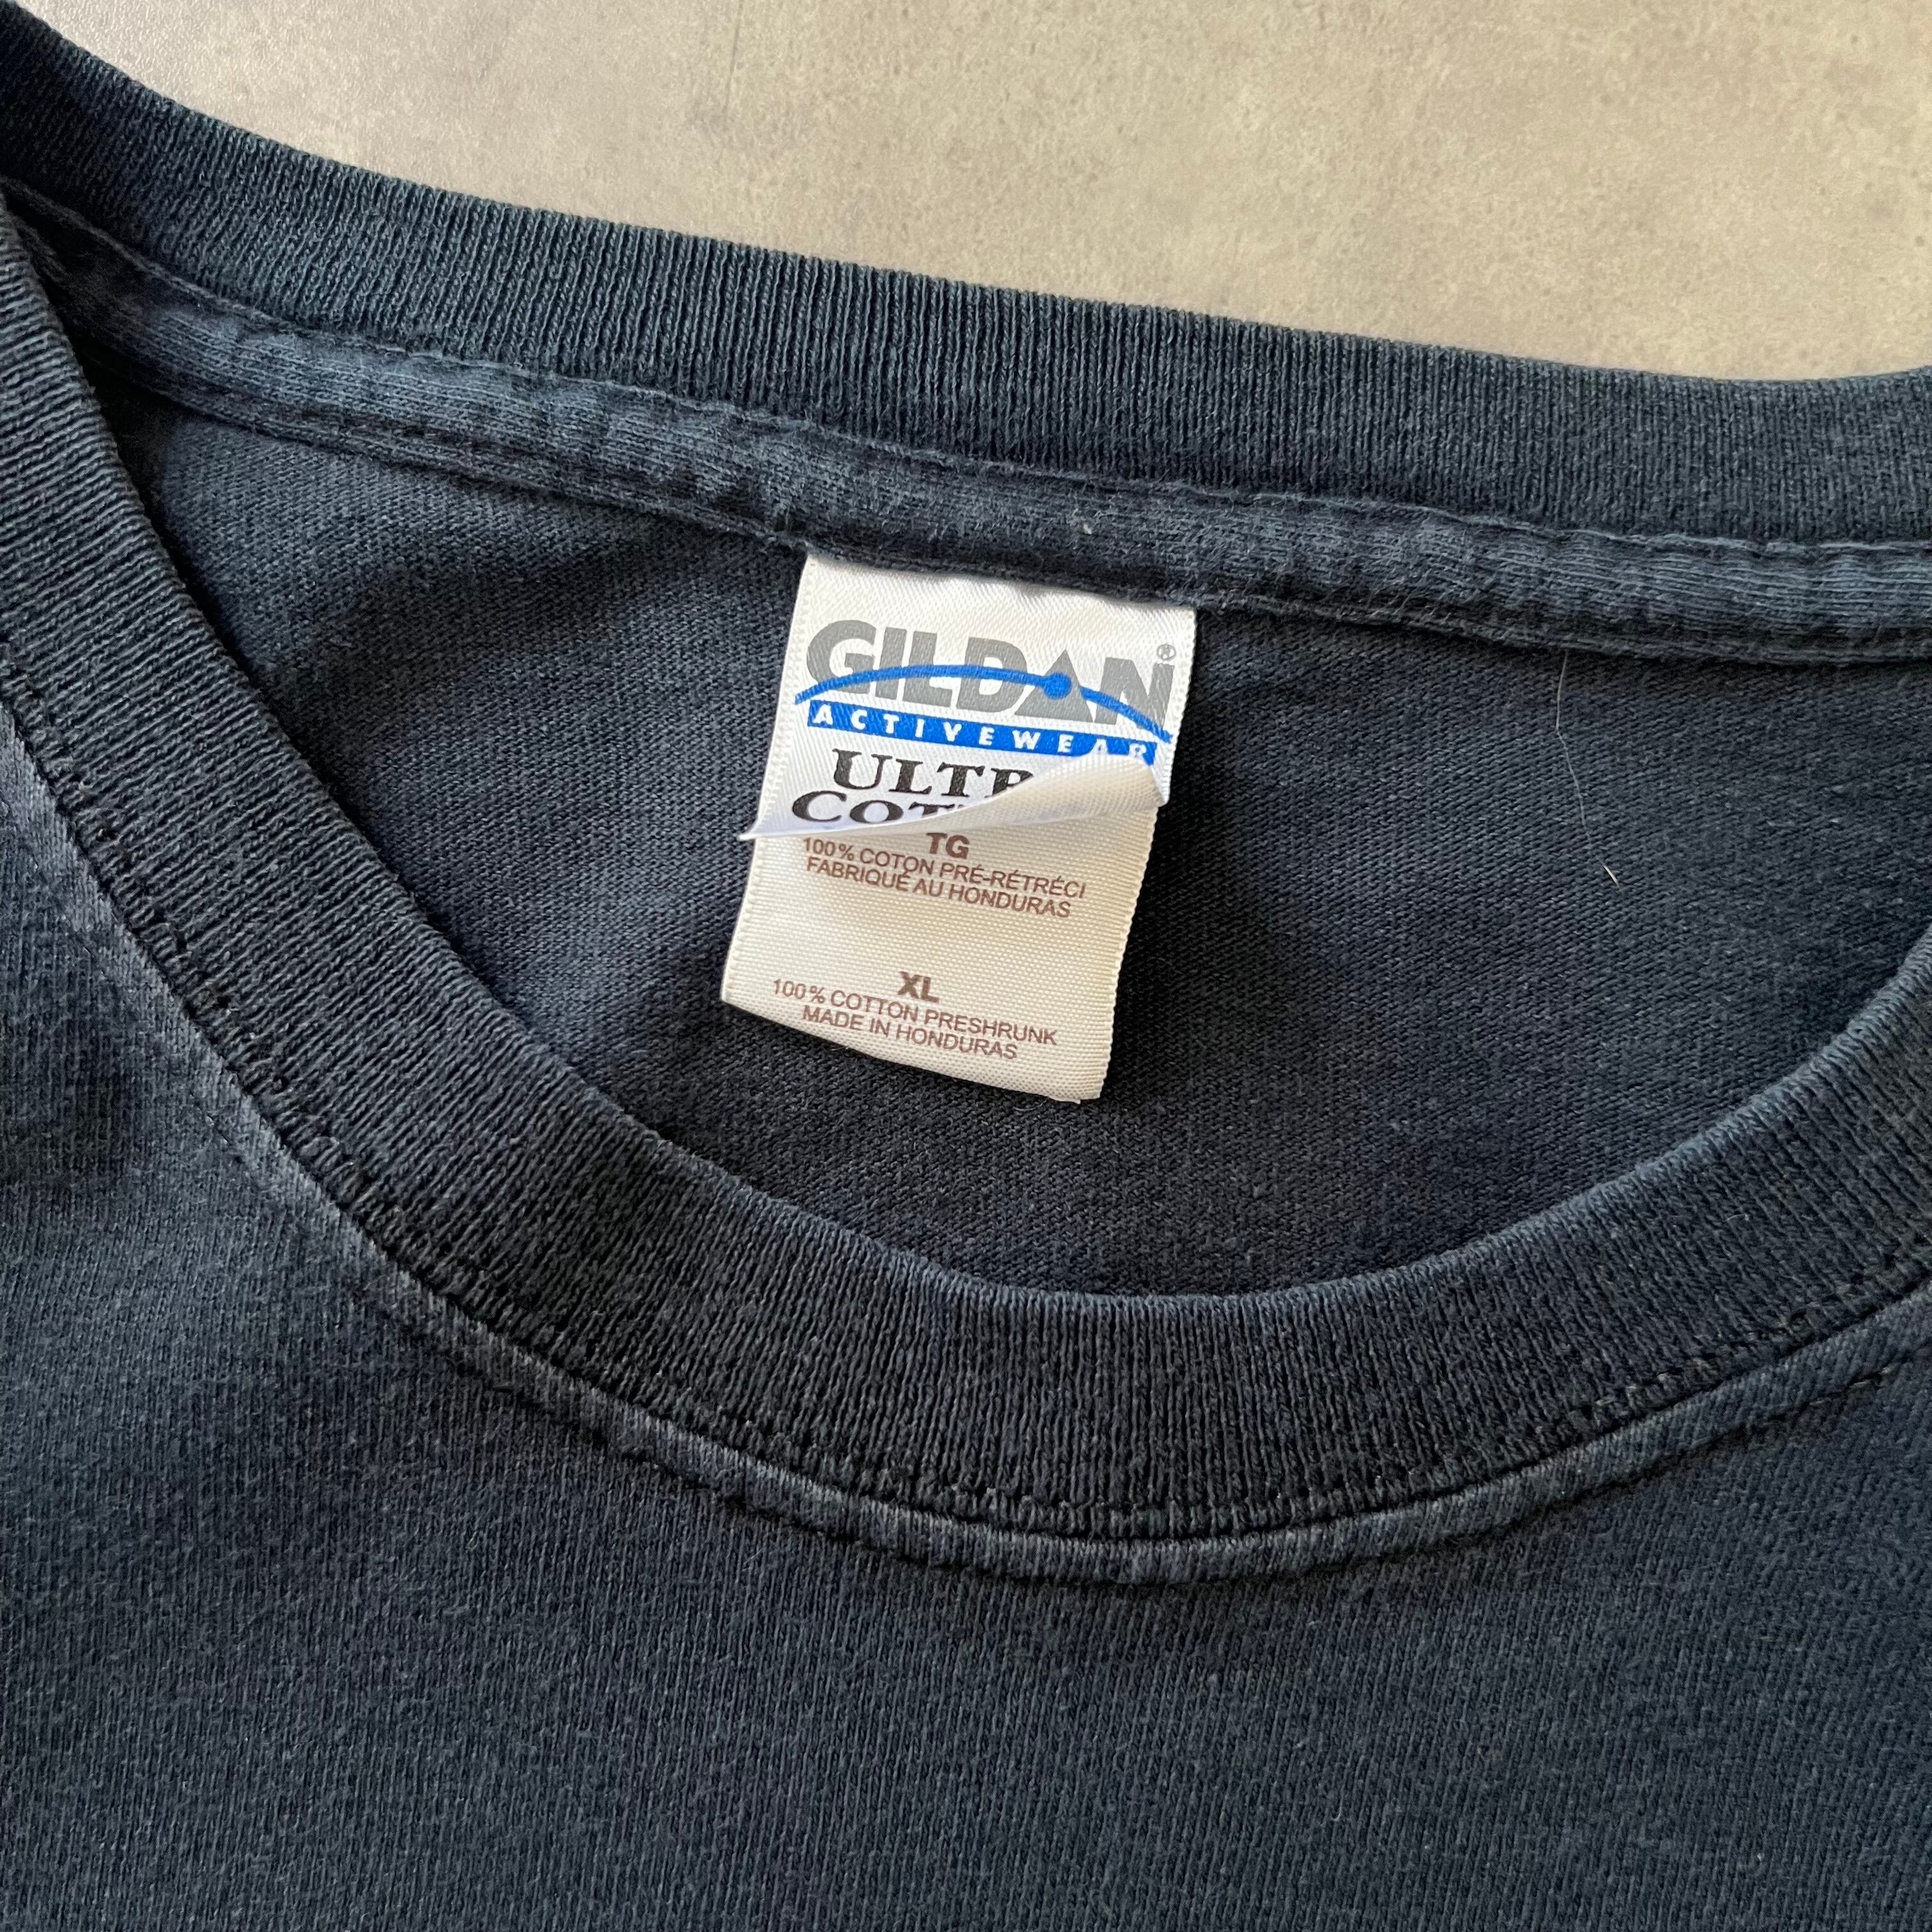 GILDAN®
ACTIVEWEAR
TG
100% COTON PRÉ-RÉTRÉCI
FABRIQUÉ AU HONDURAS
XL
100% COTTON PRESHRUNK
MADE IN HONDURAS